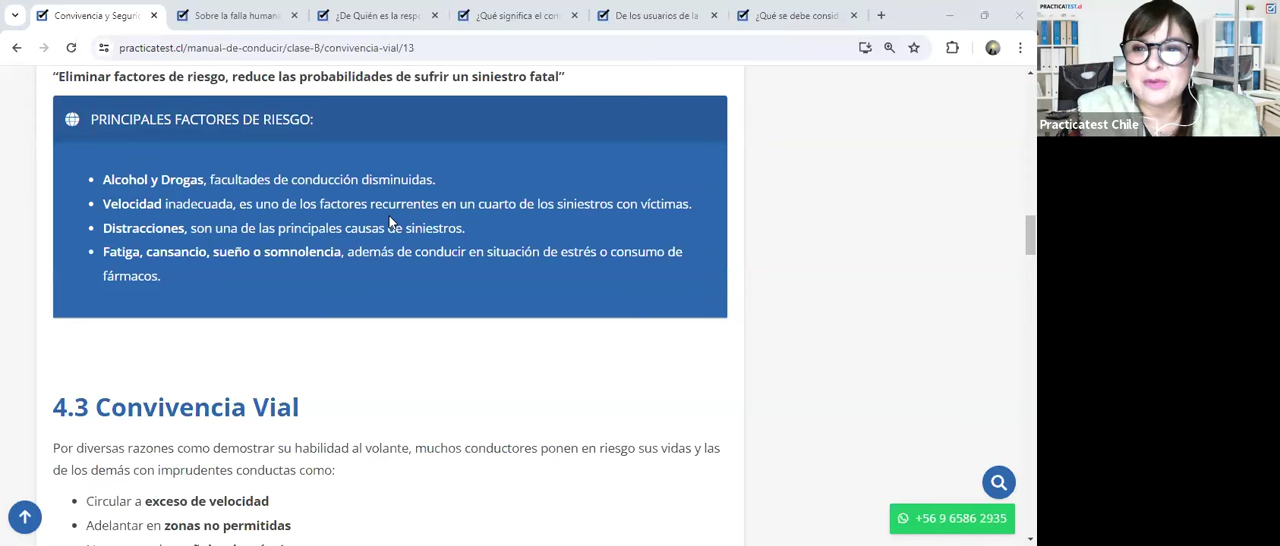 Convivencia y Seguric
Sobre la falla humana
¿De Quién es la resp
¿Qué significa el con
De los usuarios de la
¿Qué se debe consid
practicatest.cl/manual-de-conducir/clase-B/convivencia-vial/13
PRACTICATEST.CL
Practicatest Chile
“Eliminar factores de riesgo, reduce las probabilidades de sufrir un siniestro fatal”
PRINCIPALES FACTORES DE RIESGO:
Alcohol y Drogas, facultades de conducción disminuidas.
Velocidad inadecuada, es uno de los factores recurrentes en un cuarto de los siniestros con víctimas.
Distracciones, son una de las principales causas de siniestros.
Fatiga, cansancio, sueño o somnolencia, además de conducir en situación de estrés o consumo de
fármacos.
4.3 Convivencia Vial
Por diversas razones como demostrar su habilidad al volante, muchos conductores ponen en riesgo sus vidas y las
de los demás con imprudentes conductas como:
Circular a exceso de velocidad
Adelantar en zonas no permitidas
+56 9 6586 2935